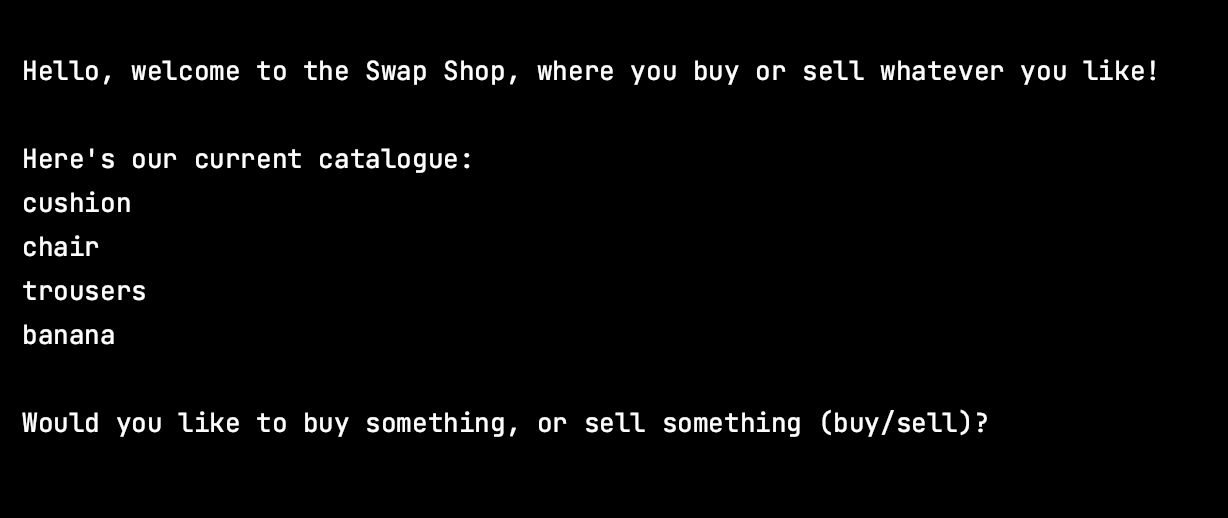 Hello, welcome to the Swap Shop, where you buy or sell whatever you like!
Here's our current catalogue:
cushion
chair
trousers
banana
Would you like to buy something, or sell something (buy/sell)?